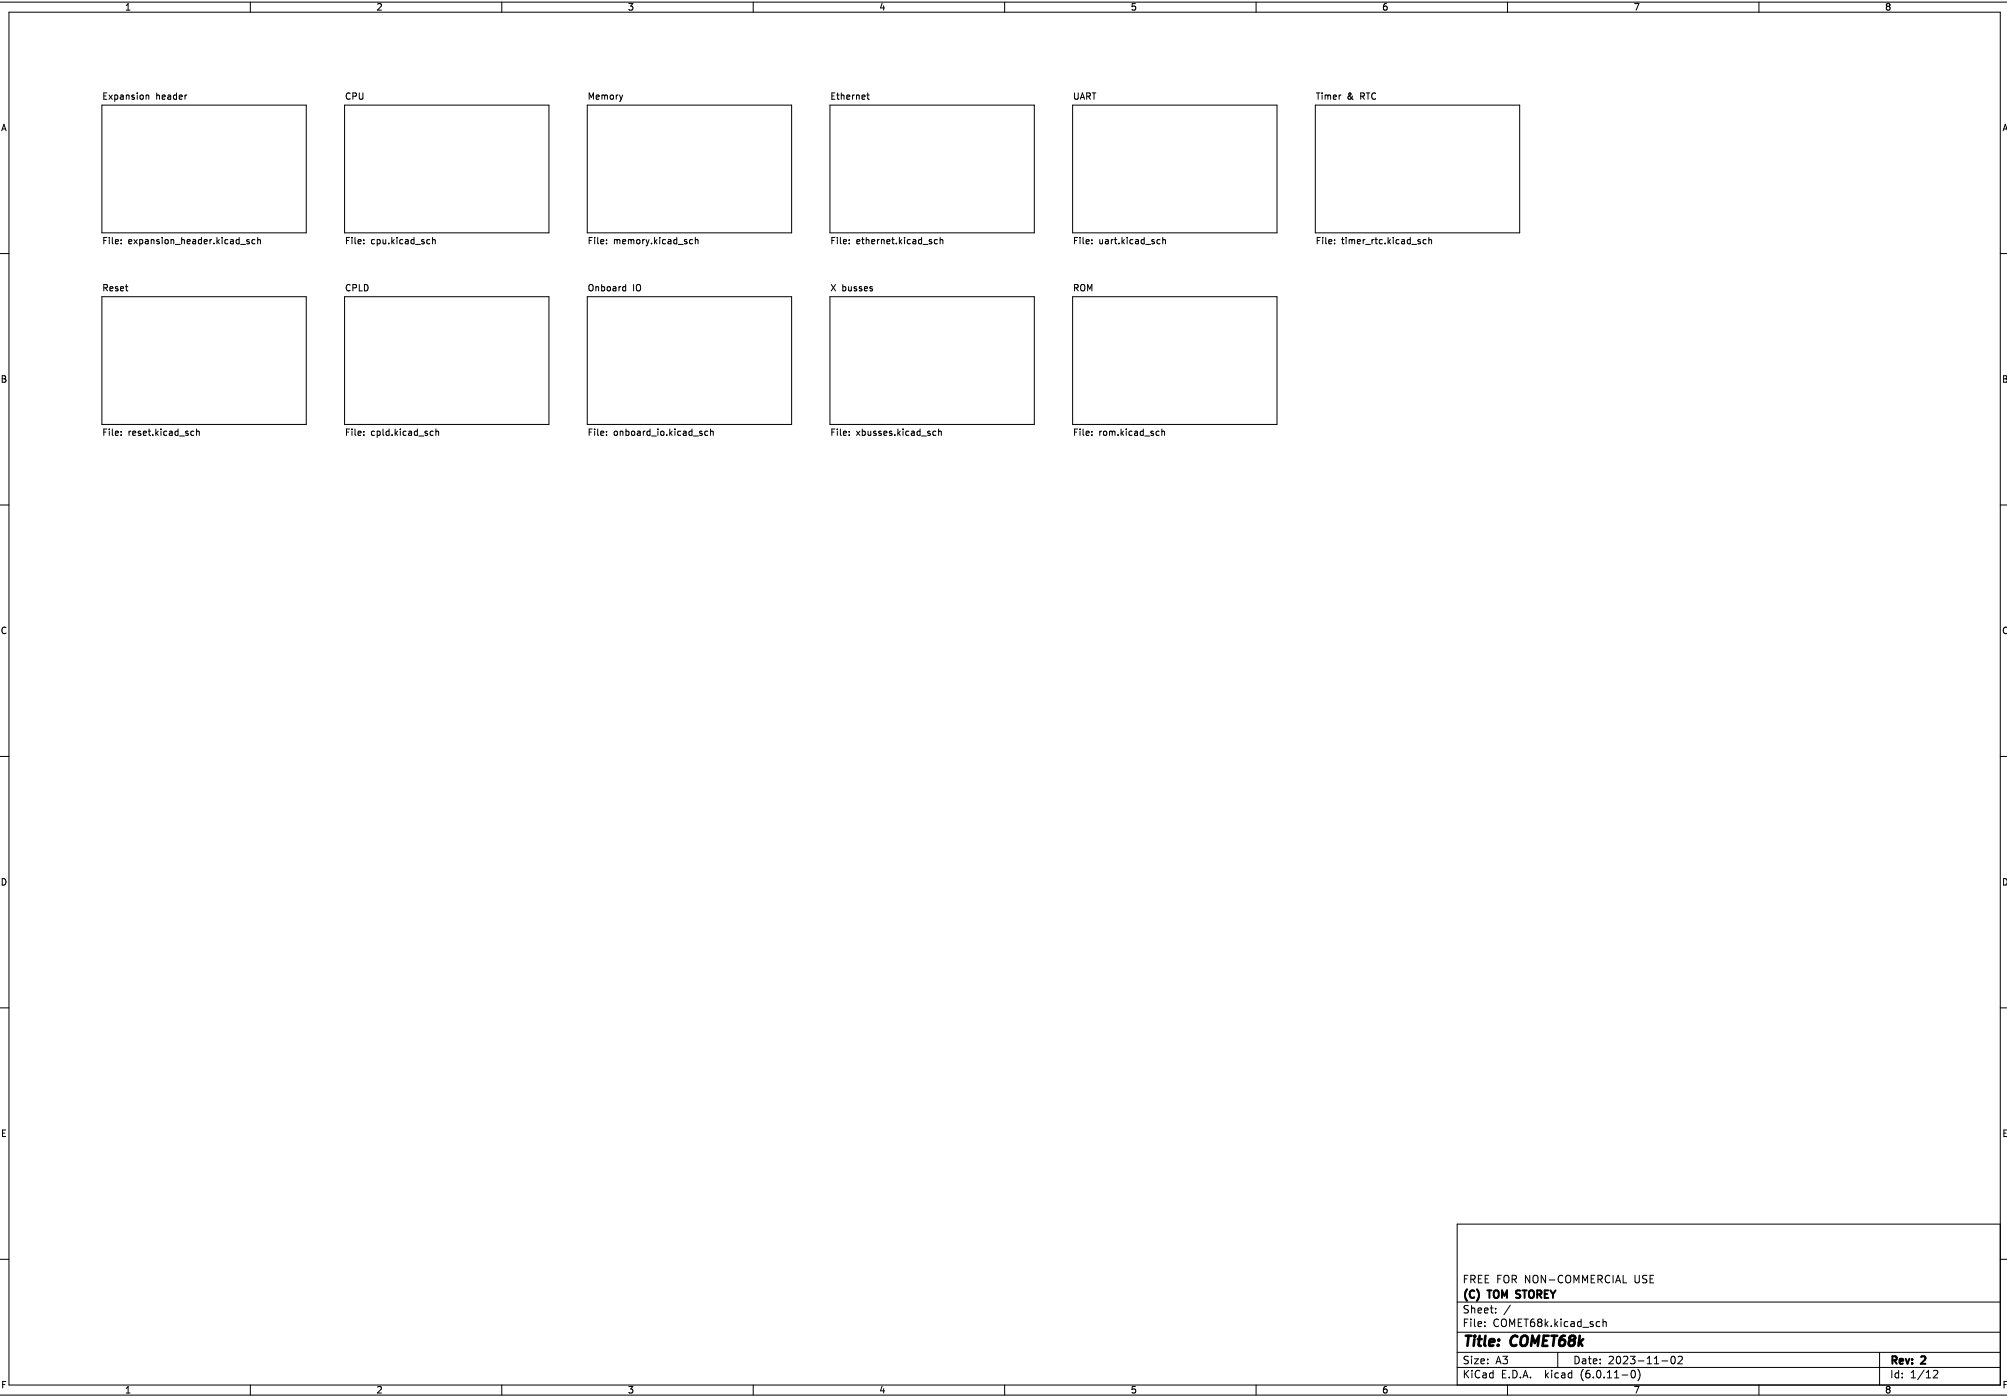 1 2 3 4 5 6 7 8
Expansion header CPU Memory Ethernet UART Timer & RTC
A A
File: expansion_header.kicad_sch File: cpu.kicad_sch File: memory.kicad_sch File: ethernet.kicad_sch File: uart.kicad_sch File: timer_rtc.kicad_sch
Reset CPLD Onboard IO X busses ROM
B B
File: reset.kicad_sch File: cpld.kicad_sch File: onboard_io.kicad_sch File: xbusses.kicad_sch File: rom.kicad_sch
C C
D D
E E
FREE FOR NON-COMMERCIAL USE
(C) TOM STOREY
Sheet: /
File: COMET68k.kicad_sch
Title: COMET68k
Size: A3 Date: 2023-11-02 Rev: 2
KiCad E.D.A. kicad (6.0.11-0) Id: 1/12
F F
1 2 3 4 5 6 7 8